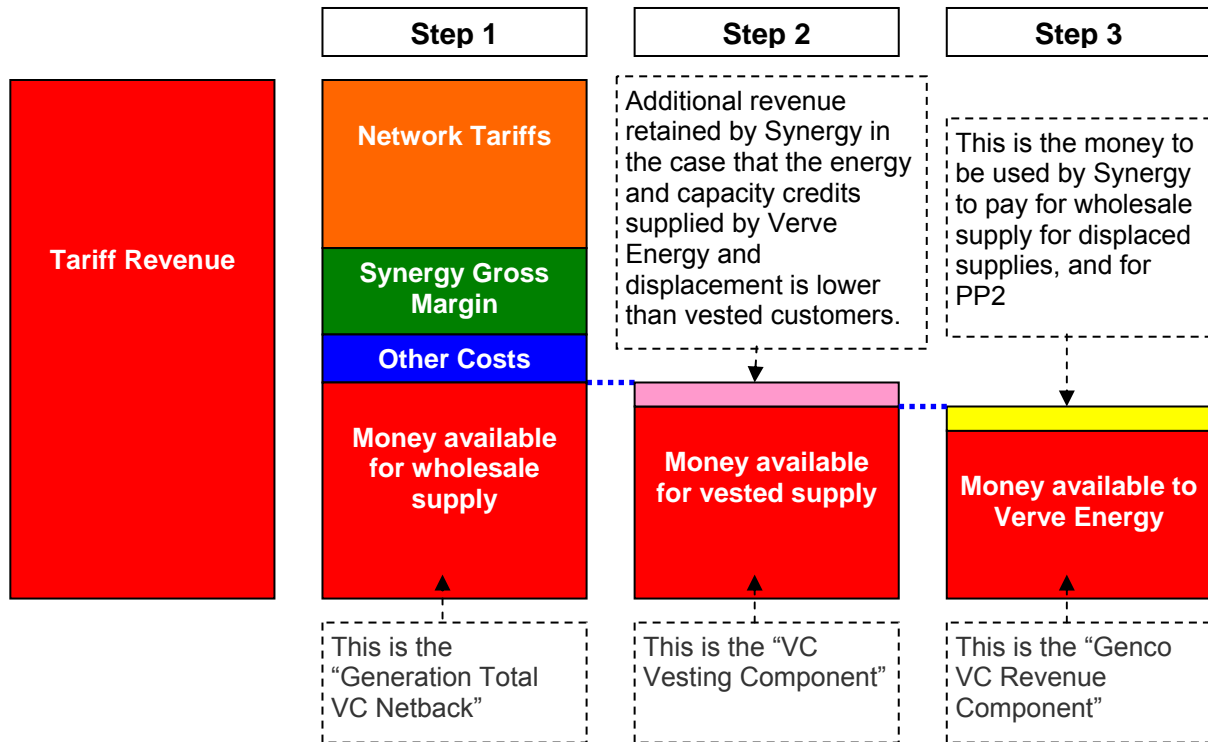 Step 1
Step 2
Step 3
Tariff Revenue
Network Tariffs
Synergy Gross
Margin
Other Costs
Money available
for wholesale
supply
This is the
“Generation Total
VC Netback”
Additional revenue
retained by Synergy in
the case that the energy
and capacity credits
supplied by Verve
Energy and
displacement is lower
than vested customers.
Money available
for vested supply
This is the “VC
Vesting Component”
This is the money to
be used by Synergy
to pay for wholesale
supply for displaced
supplies, and for
PP2
Money available to
Verve Energy
This is the “Genco
VC Revenue
Component”